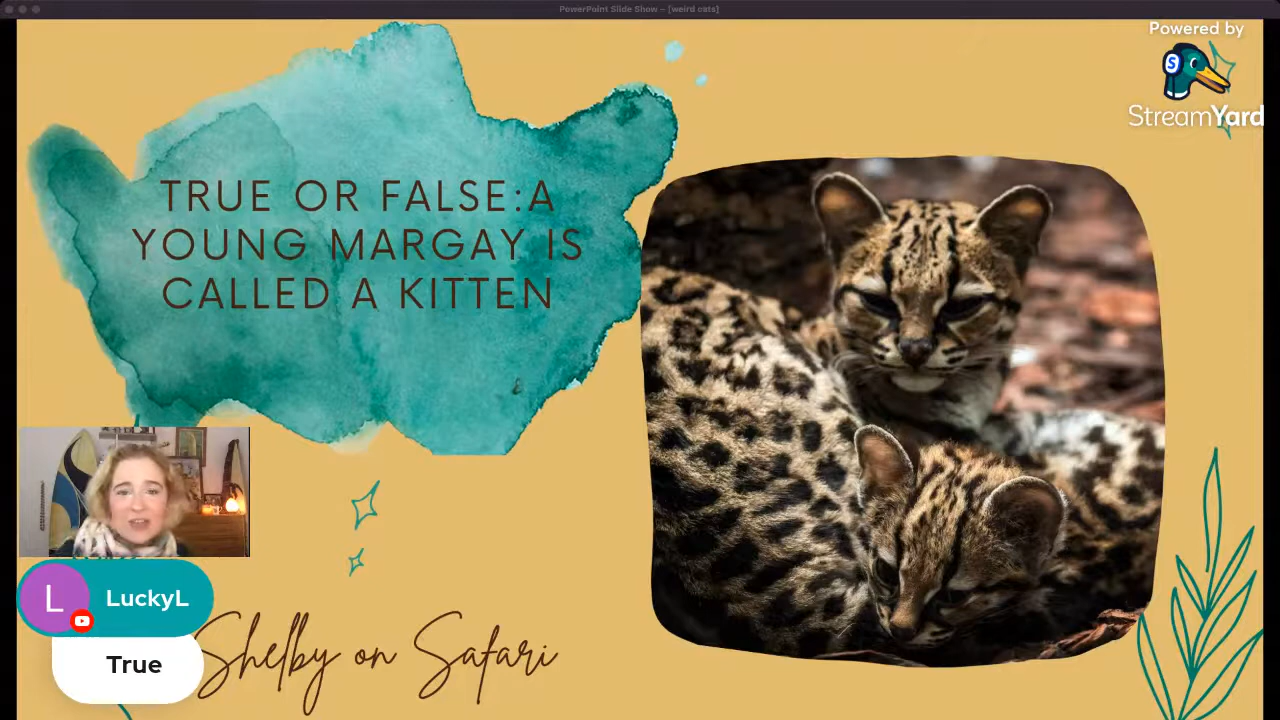 PowerPoint Slide Show – [weird cats]
Powered by
S
StreamYard
TRUE OR FALSE:A
YOUNG MARGAY IS
CALLED A KITTEN
L
LuckyL
True
Shelby on Safari